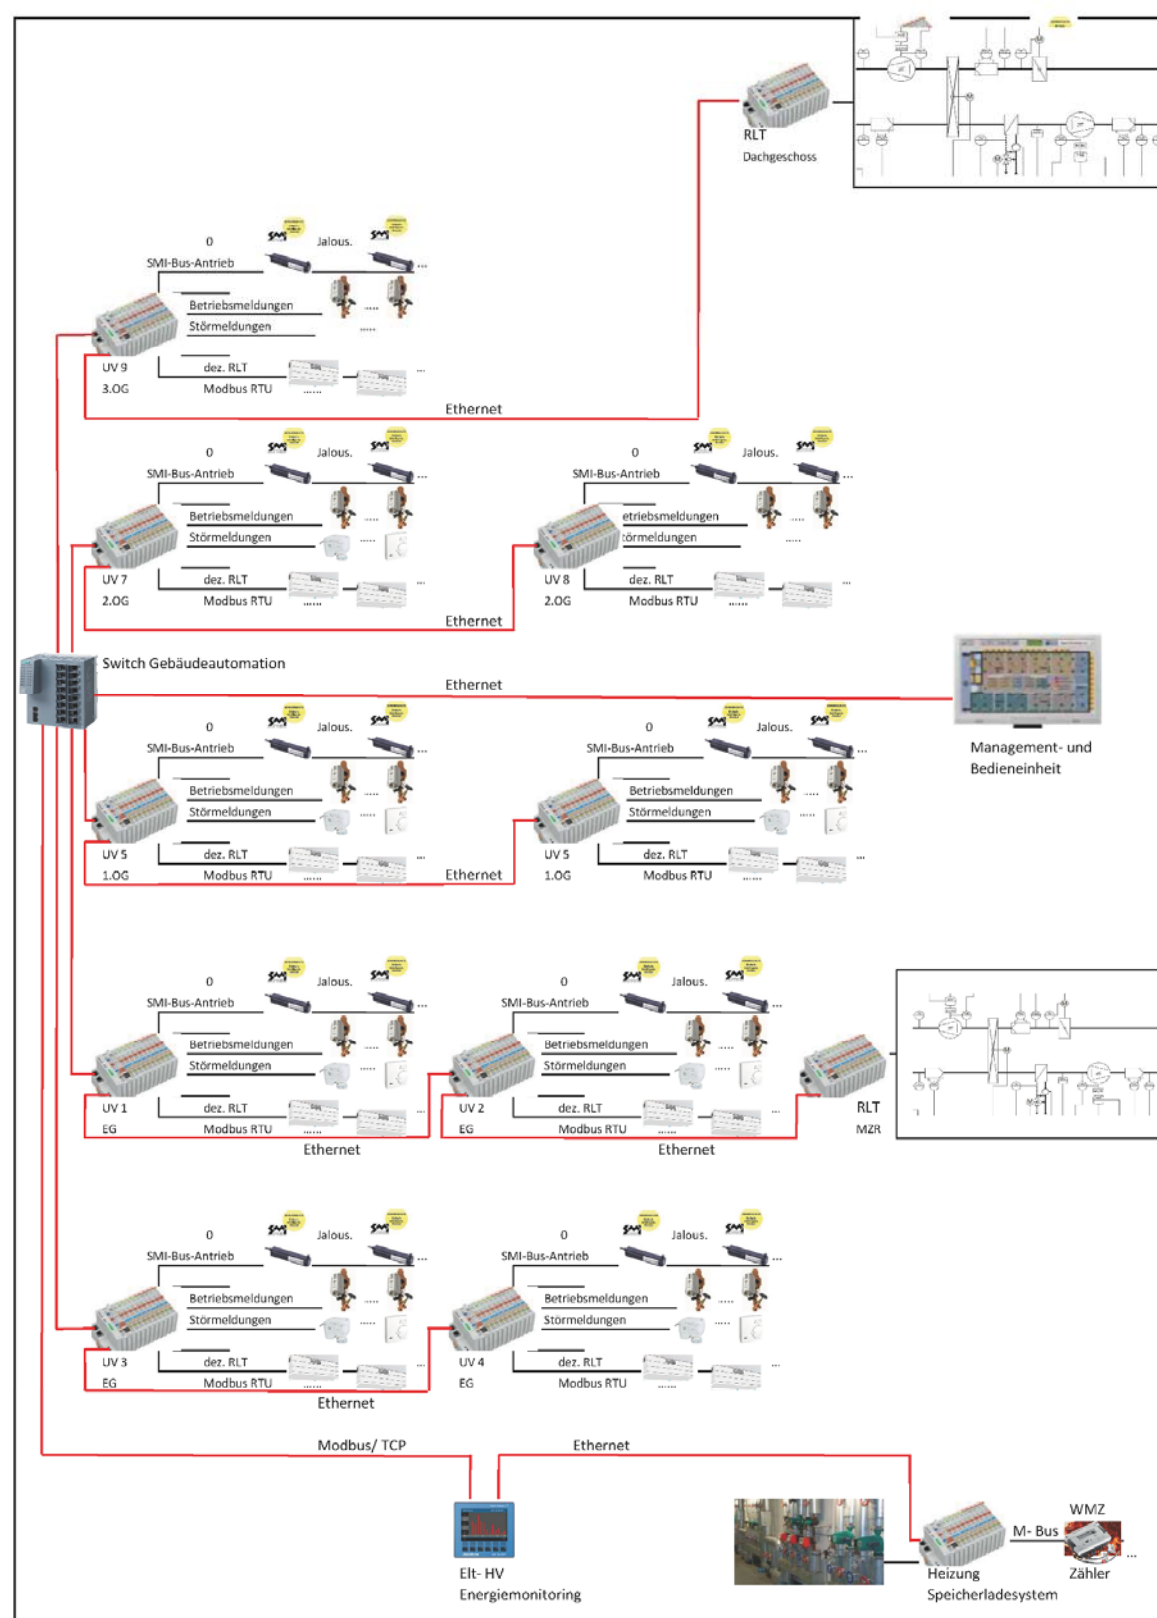 RLT
Dachgeschoss
0 Jalous.
SMI-Bus-Antrieb ...
Betriebsmeldungen .....
Störmeldungen .....
UV 9 dez. RLT ...
3.OG Modbus RTU ......
Ethernet
0 Jalous. 0 Jalous.
SMI-Bus-Antrieb ... SMI-Bus-Antrieb ...
Betriebsmeldungen ..... etriebsmeldungen .....
Störmeldungen ..... törmeldungen .....
UV 7 dez. RLT ... UV 8 dez. RLT ...
2.OG Modbus RTU ...... 2.OG Modbus RTU ......
Ethernet
Switch Gebäudeautomation
Ethernet
Management- und
Bedieneinheit
0 Jalous. 0 Jalous.
SMI-Bus-Antrieb ... SMI-Bus-Antrieb ...
Betriebsmeldungen ..... Betriebsmeldungen .....
Störmeldungen ..... Störmeldungen .....
UV 5 dez. RLT ... UV 5 dez. RLT ...
1.OG Modbus RTU ...... 1.OG Modbus RTU ......
Ethernet
0 Jalous. 0 Jalous.
SMI-Bus-Antrieb ... SMI-Bus-Antrieb ...
Betriebsmeldungen ..... Betriebsmeldungen .....
Störmeldungen ..... Störmeldungen .....
UV 1 dez. RLT ... UV 2 dez. RLT ... RLT
EG Modbus RTU ...... EG Modbus RTU ...... MZR
Ethernet Ethernet
0 Jalous. 0 Jalous.
SMI-Bus-Antrieb ... SMI-Bus-Antrieb ...
Betriebsmeldungen ..... Betriebsmeldungen .....
Störmeldungen ..... Störmeldungen .....
UV 3 dez. RLT ... UV 4 dez. RLT ...
EG Modbus RTU ...... EG Modbus RTU ......
Ethernet
Modbus/ TCP Ethernet
WMZ
M- Bus ...
Elt- HV Heizung Zähler
Energiemonitoring Speicherladesystem